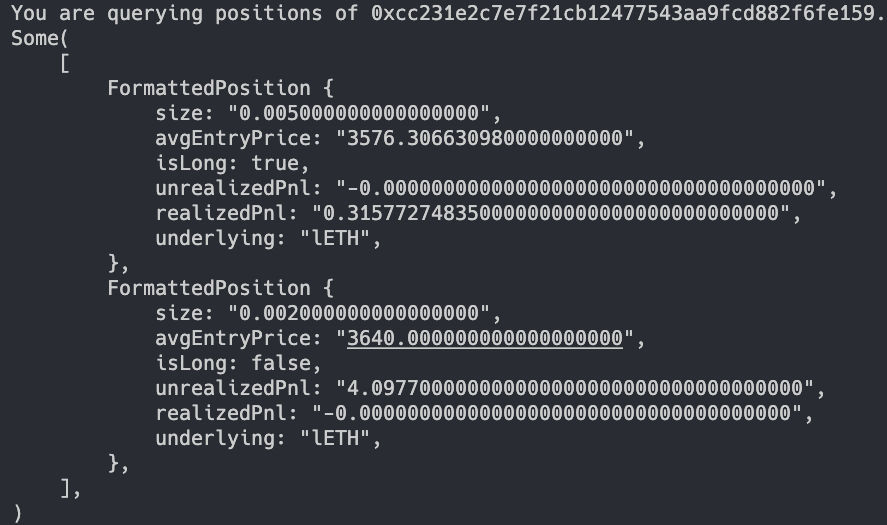 You are querying positions of 0xcc231e2c7e7f21cb12477543aa9fcd882f6fe159.
Some(
[
FormattedPosition {
size: "0.005000000000000000",
avgEntryPrice: "3576.306630980000000000",
isLong: true,
unrealizedPnl: "-0.000000000000000000000000000000000000",
realizedPnl: "0.315772748350000000000000000000000000",
underlying: "lETH",
},
FormattedPosition {
size: "0.002000000000000000",
avgEntryPrice: "3640.000000000000000000",
isLong: false,
unrealizedPnl: "4.097700000000000000000000000000000000",
realizedPnl: "-0.000000000000000000000000000000000000",
underlying: "lETH",
},
],
)